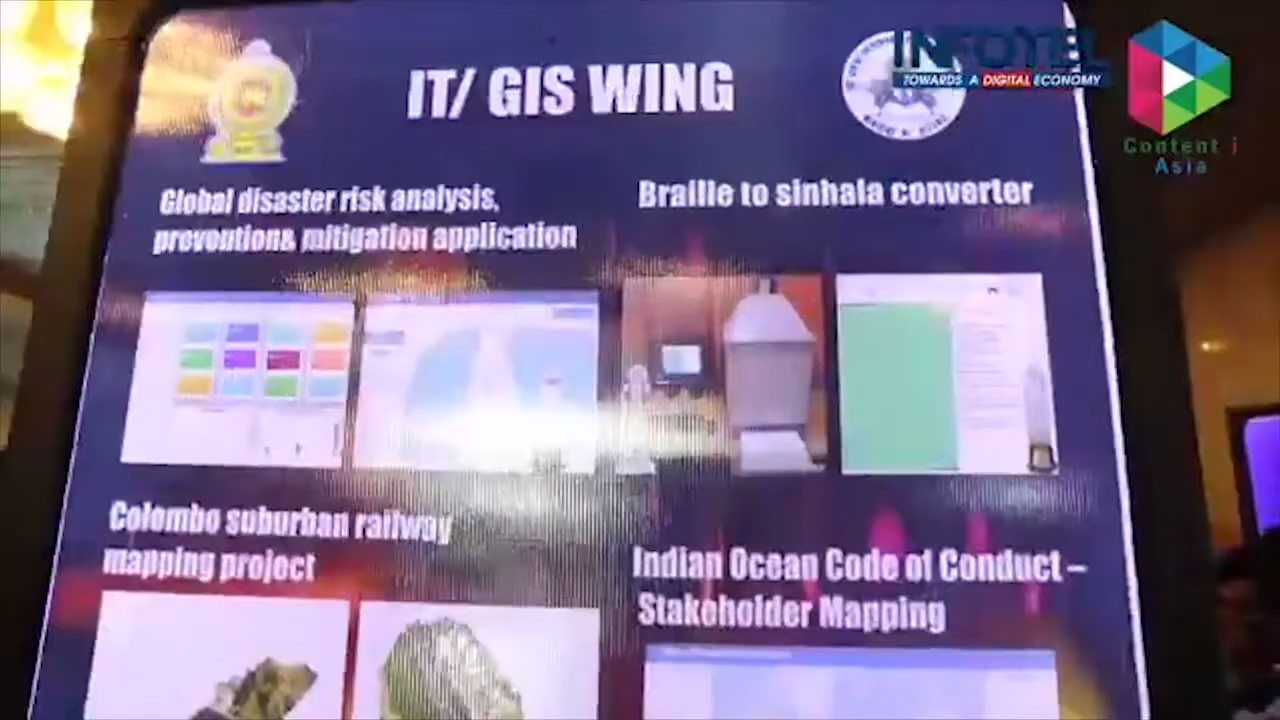 INFOTEL
TOWARDS A DIGITAL ECONOMY
Content i
Asia
IT/ GIS WING
Global disaster risk analysis,
prevention& mitigation application
Braille to sinhala converter
Colombo suburban railway
mapping project
Indian Ocean Code of Conduct –
Stakeholder Mapping